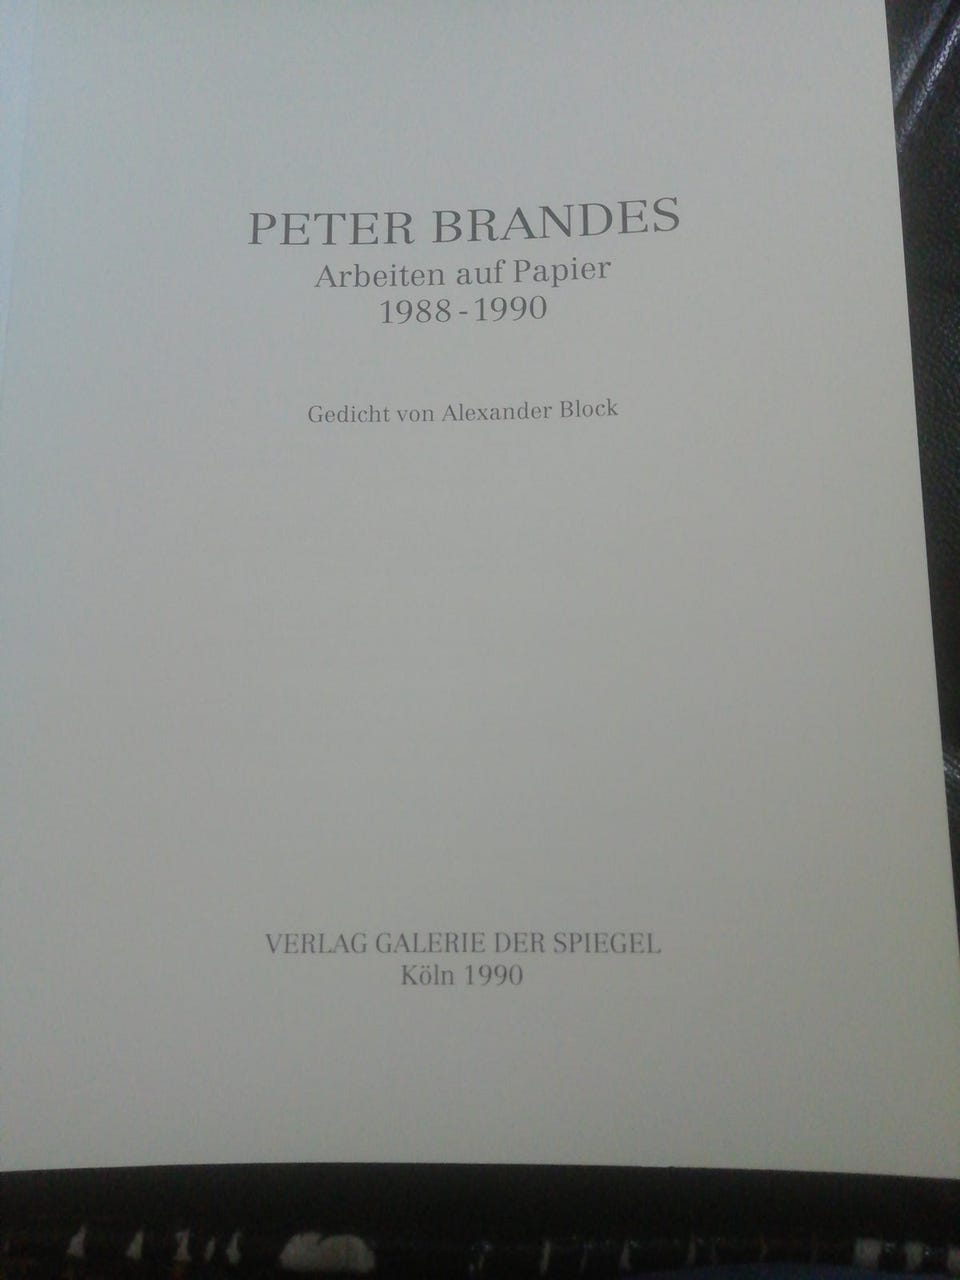 PETER BRANDES
Arbeiten auf Papier
1988 - 1990
Gedicht von Alexander Block
VERLAG GALERIE DER SPIEGEL
Köln 1990